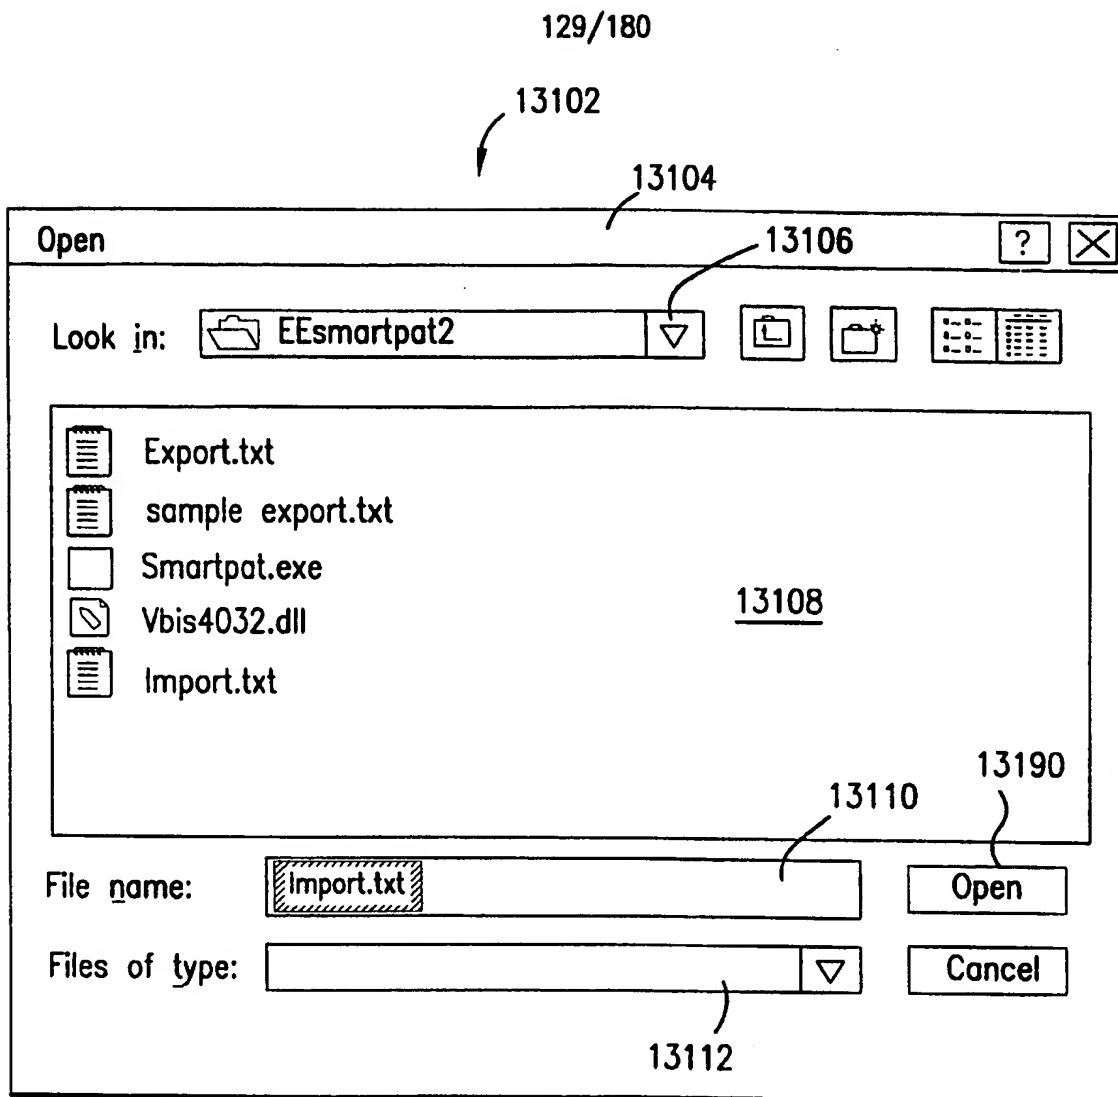 129/180
13102
13104
Open
13106
?
Look in:
EEsmartpat2
Export.txt
sample export.txt
Smartpat.exe
Vbis4032.dll
Import.txt
13108
13190
13110
File name:
Import.txt
Open
Files of type:
Cancel
13112